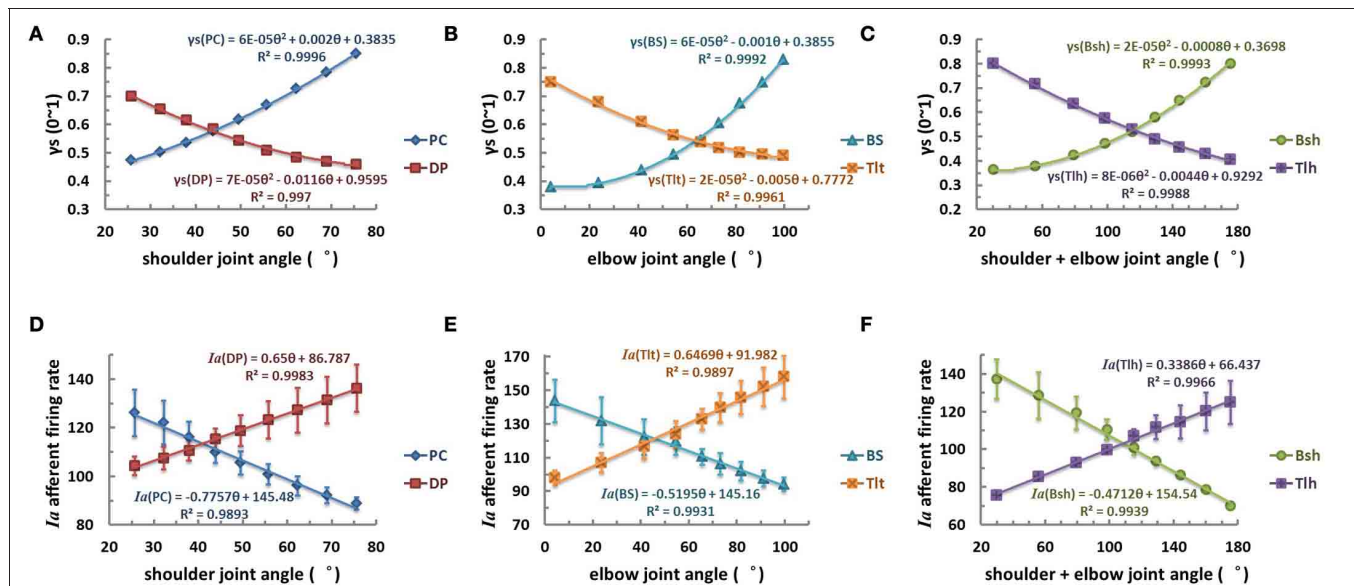 A
γs(PC) = 6E-05θ² + 0.002θ + 0.3835
R² = 0.9996
0.9
0.8
0.7
0.6
0.5
0.4
0.3
γs (0~1)
PC
DP
γs(DP) = 7E-05θ² - 0.0116θ + 0.9595
R² = 0.997
20 30 40 50 60 70 80
shoulder joint angle ( °)
B
γs(BS) = 6E-05θ² - 0.001θ + 0.3855
R² = 0.9992
0.9
0.8
0.7
0.6
0.5
0.4
0.3
γs (0~1)
BS
Tlt
γs(Tlt) = 2E-05θ² - 0.005θ + 0.7772
R² = 0.9961
0 20 40 60 80 100
elbow joint angle ( °)
C
γs(Bsh) = 2E-05θ² - 0.0008θ + 0.3698
R² = 0.9993
0.9
0.8
0.7
0.6
0.5
0.4
0.3
0.2
γs (0~1)
Bsh
Tlh
γs(Tlh) = 8E-06θ² - 0.0044θ + 0.9292
R² = 0.9988
20 60 100 140 180
shoulder + elbow joint angle ( °)
D
Ia(DP) = 0.65θ + 86.787
R² = 0.9983
140
120
100
80
Ia afferent firing rate
PC
DP
Ia(PC) = -0.7757θ + 145.48
R² = 0.9893
20 30 40 50 60 70 80
shoulder joint angle ( °)
E
Ia(Tlt) = 0.6469θ + 91.982
R² = 0.9897
170
150
130
110
90
70
Ia afferent firing rate
BS
Tlt
Ia(BS) = -0.5195θ + 145.16
R² = 0.9931
0 20 40 60 80 100
elbow joint angle ( °)
F
Ia(Tlh) = 0.3386θ + 66.437
R² = 0.9966
140
120
100
80
60
Ia afferent firing rate
Bsh
Tlh
Ia(Bsh) = -0.4712θ + 154.54
R² = 0.9939
20 60 100 140 180
shoulder + elbow joint angle ( °)